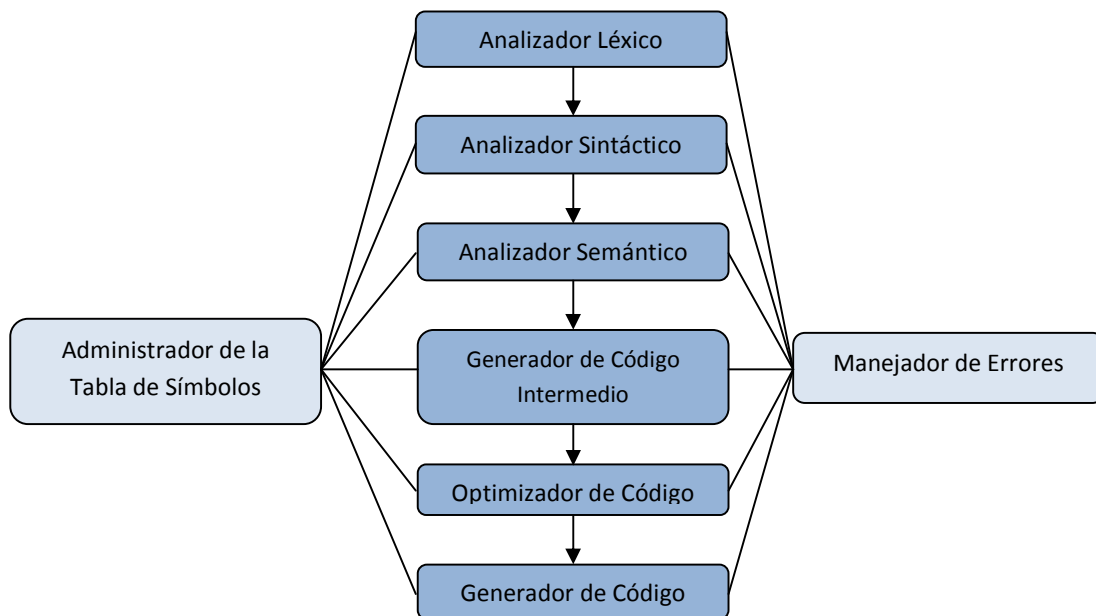 Analizador Léxico
Analizador Sintáctico
Analizador Semántico
Administrador de la
Tabla de Símbolos
Generador de Código
Intermedio
Manejador de Errores
Optimizador de Código
Generador de Código